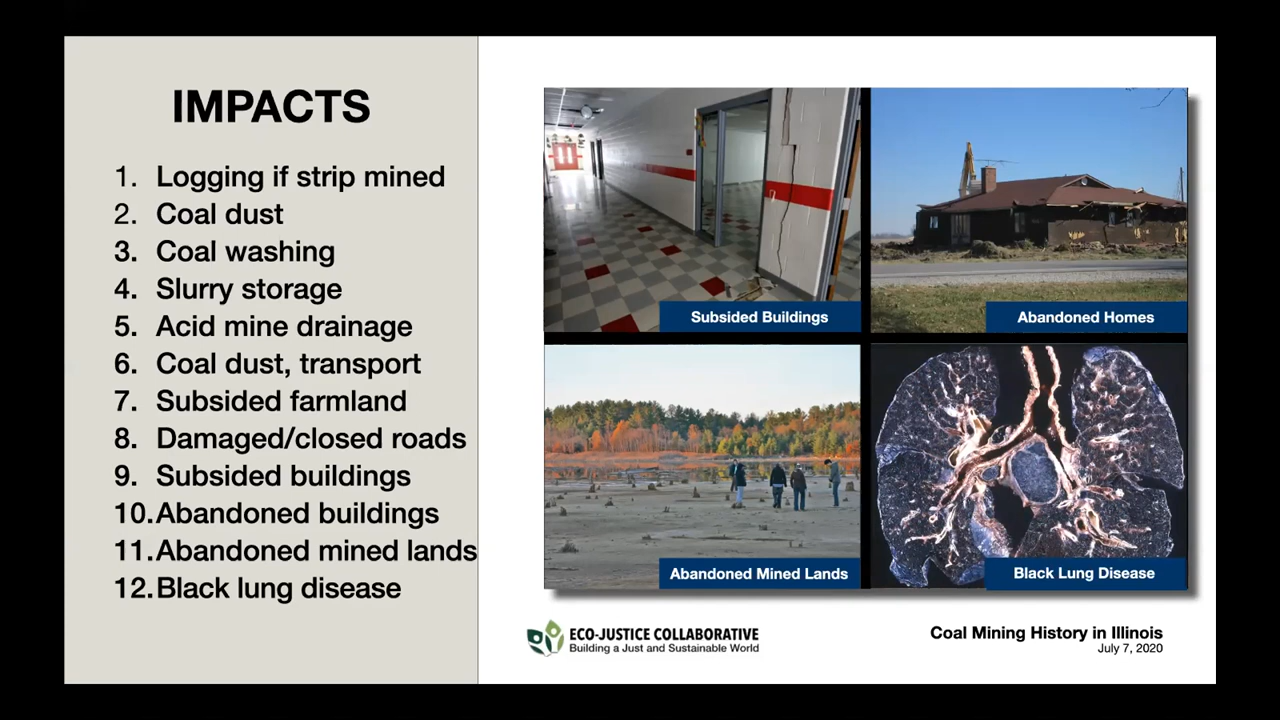 IMPACTS
1. Logging if strip mined
2. Coal dust
3. Coal washing
4. Slurry storage
5. Acid mine drainage
6. Coal dust, transport
7. Subsided farmland
8. Damaged/closed roads
9. Subsided buildings
10. Abandoned buildings
11. Abandoned mined lands
12. Black lung disease
Subsided Buildings
Abandoned Homes
Abandoned Mined Lands
Black Lung Disease
ECO-JUSTICE COLLABORATIVE
Building a Just and Sustainable World
Coal Mining History in Illinois
July 7, 2020